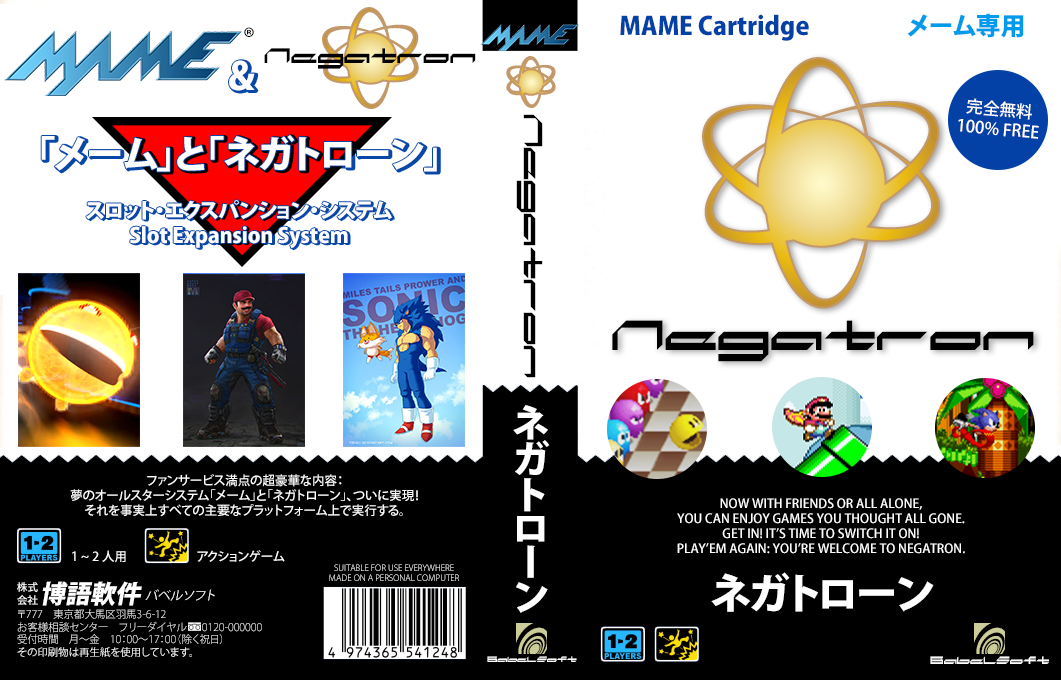 MAME®
&
Negatron
「メーム」と「ネガトローン」
スロット・エクスパンション・システム
Slot Expansion System
MILES TAILS PROWER AND
SONIC
THE HEDGEHOG
ファンサービス満点の超豪華な内容:
夢のオールスターシステム「メーム」と「ネガトローン」、ついに実現!
それを事実上すべての主要なプラットフォーム上で実行する。
1-2
PLAYERS
1 ~ 2 人用
アクションゲーム
株式
会社
博語軟件 バベルソフト
〒777 東京都大馬区羽馬3-6-12
お客様相談センター フリーダイヤル 0120-000000
受付時間 月~金 10:00~17:00(除く祝日)
その印刷物は再生紙を使用しています。
SUITABLE FOR USE EVERYWHERE
MADE ON A PERSONAL COMPUTER
4 974365 541248
MAME
Negatron
ネガトローン
BabelSoft
MAME Cartridge
メーム専用
完全無料
100% FREE
Negatron
NOW WITH FRIENDS OR ALL ALONE,
YOU CAN ENJOY GAMES YOU THOUGHT ALL GONE.
GET IN! IT'S TIME TO SWITCH IT ON!
PLAY'EM AGAIN: YOU'RE WELCOME TO NEGATRON.
ネガトローン
1-2
PLAYERS
BabelSoft